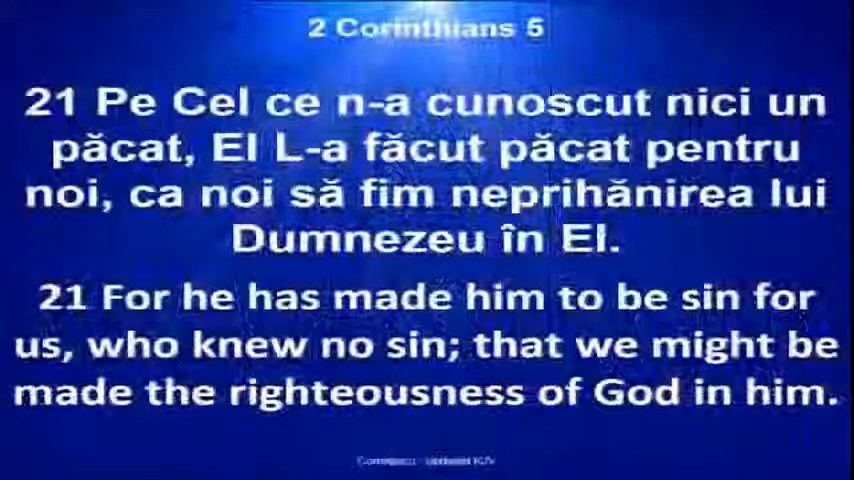 2 Corinthians 5
21 Pe Cel ce n-a cunoscut nici un
păcat, El L-a făcut păcat pentru
noi, ca noi să fim neprihănirea lui
Dumnezeu în El.
21 For he has made him to be sin for
us, who knew no sin; that we might be
made the righteousness of God in him.